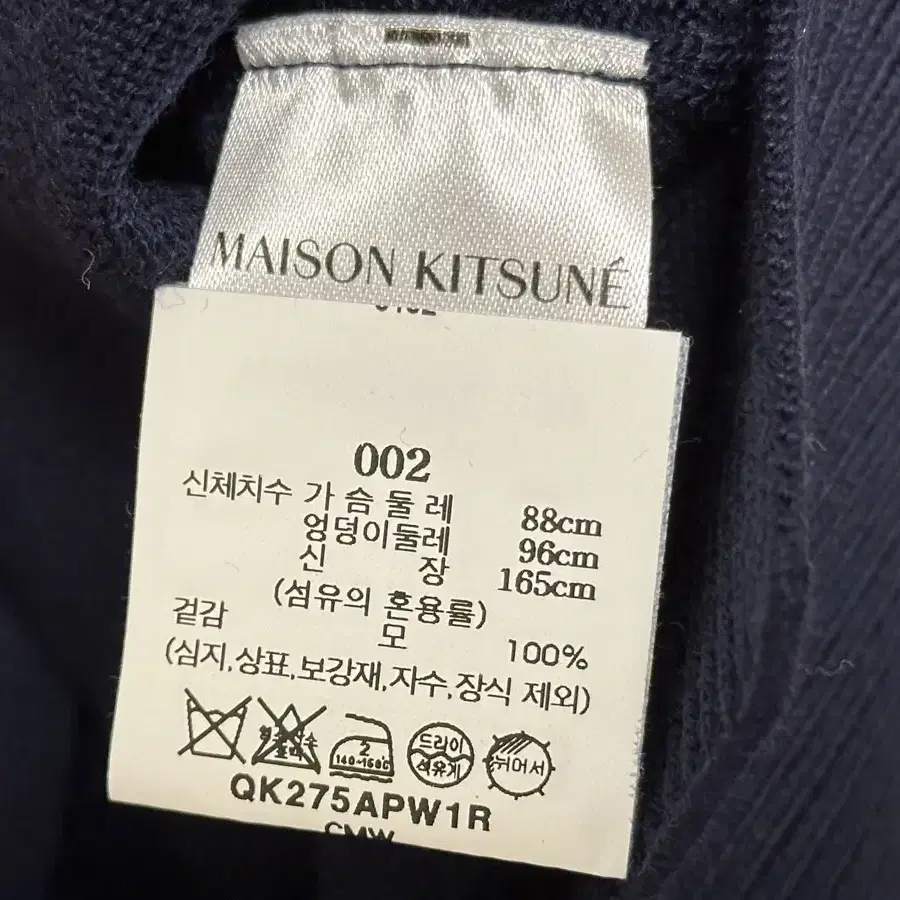 MAISON KITSUNÉ
002
신체치수 가 슴 둘 레 88cm
엉덩이둘레 96cm
신 장 165cm
(섬유의 혼용률)
겉감 모 100%
(심지,상표,보강재,자수,장식 제외)
2
140~160℃
드라이
석유계
뉘어서
QK275APW1R
CMW